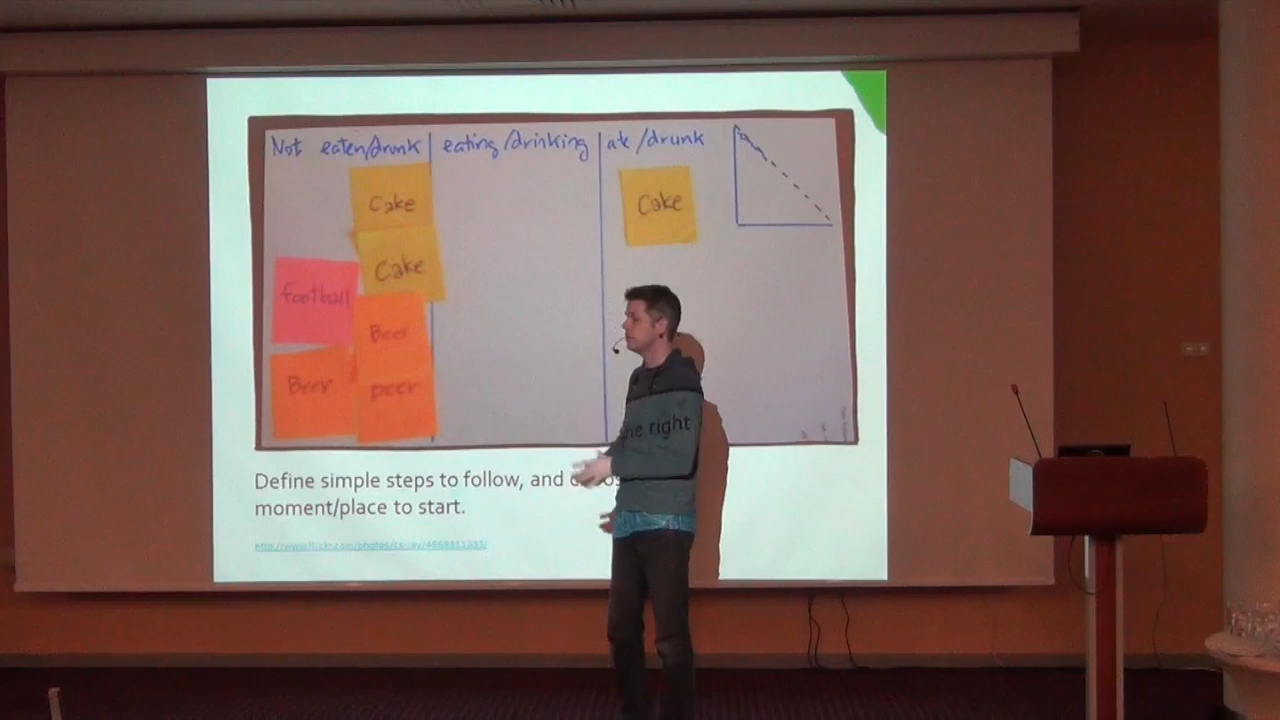 Not eaten/drunk eating/drinking ate/drunk
Cake
Cake
Cake
football
Beer
Beer
beer
Define simple steps to follow, and choose the right
moment/place to start.